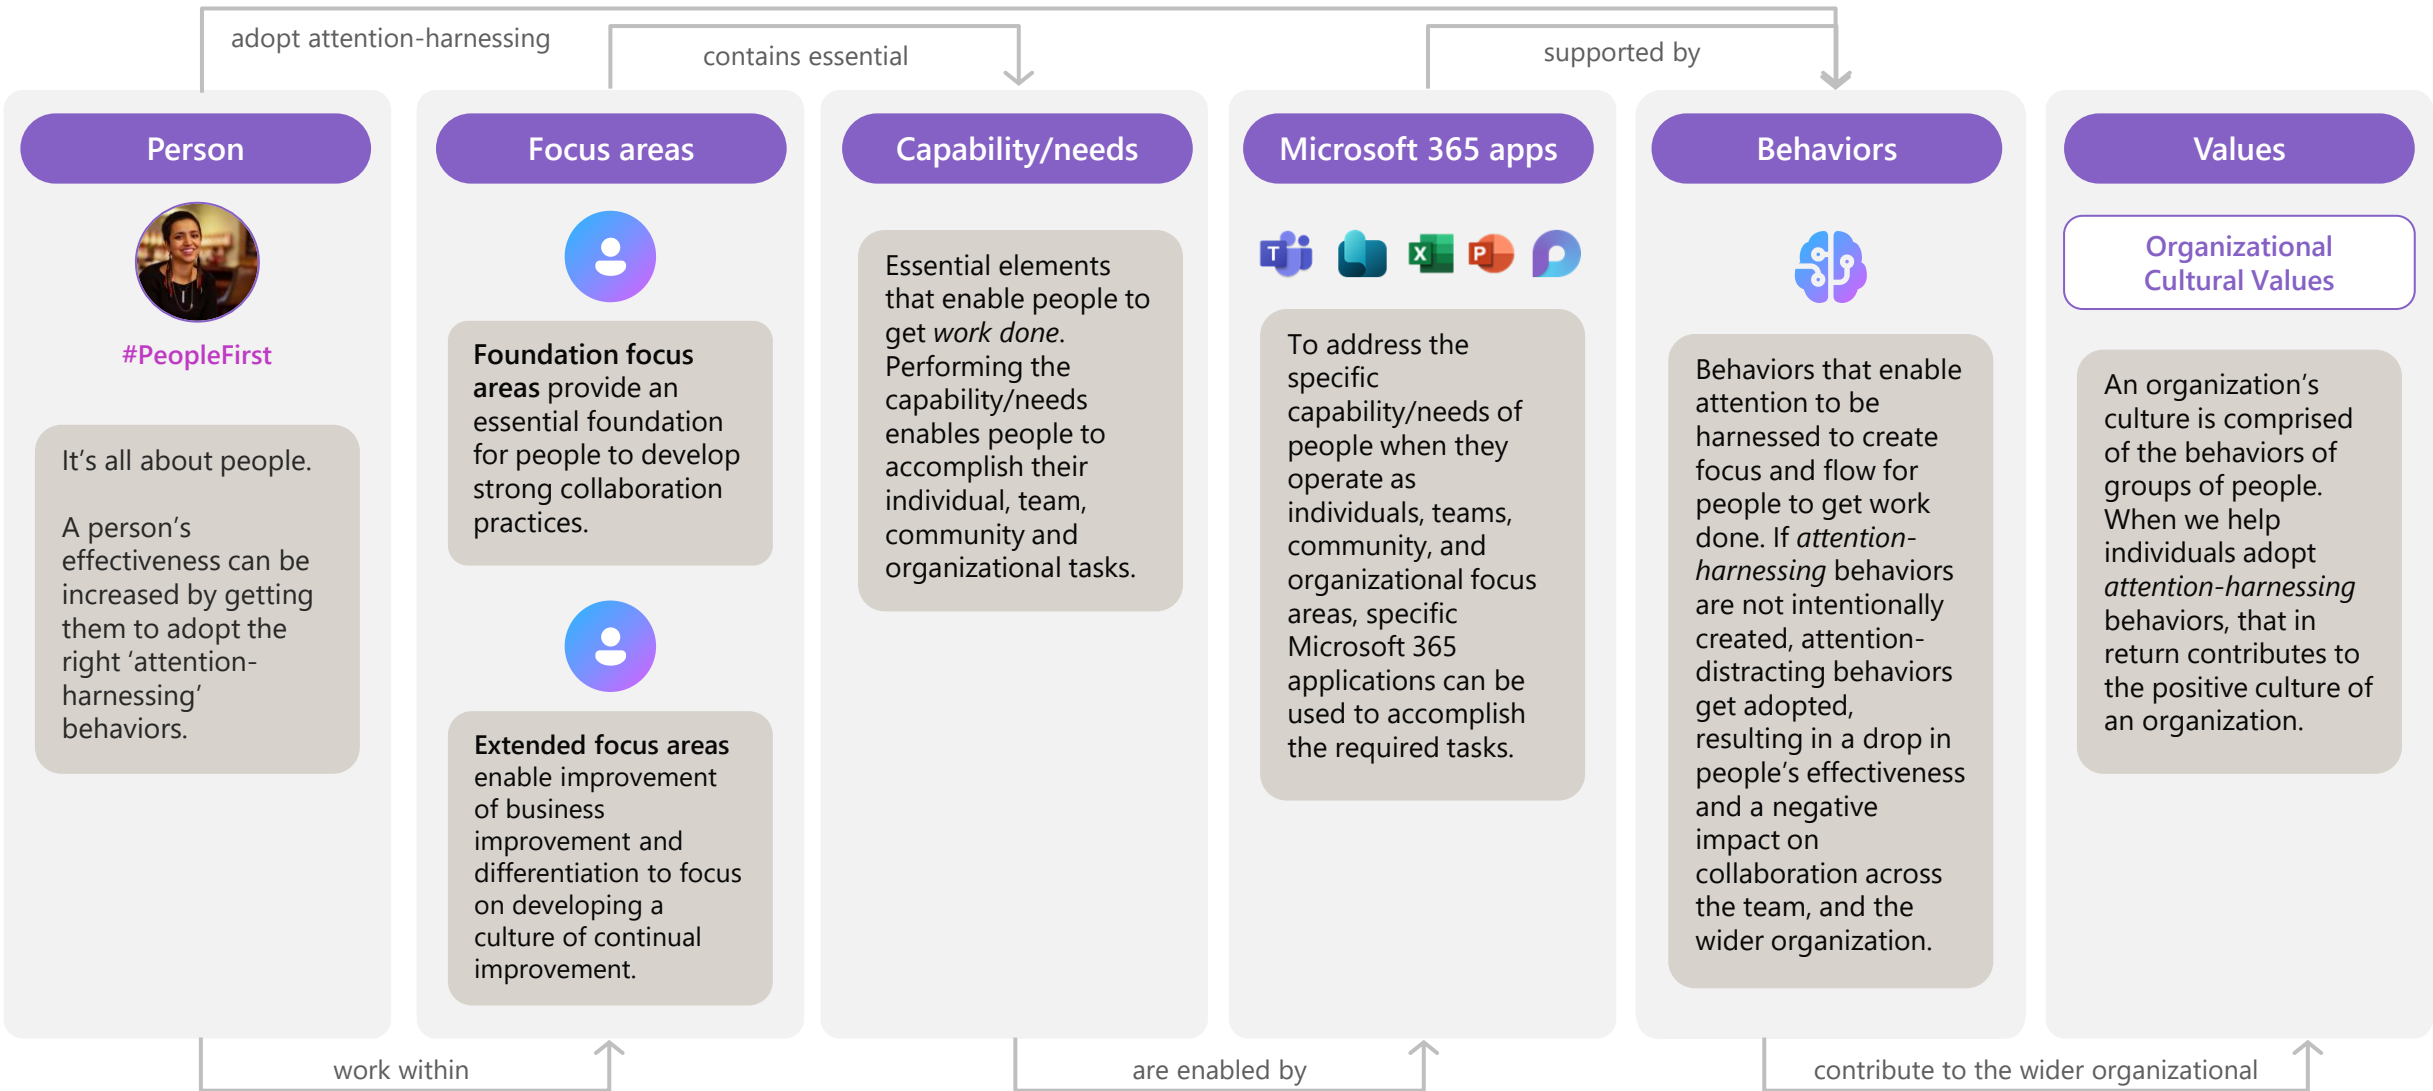 adopt attention-harnessing
contains essential
supported by
Person
#PeopleFirst
It's all about people.
A person's
effectiveness can be
increased by getting
them to adopt the
right ‘attention-
harnessing’
behaviors.
Focus areas
Foundation focus
areas provide an
essential foundation
for people to develop
strong collaboration
practices.
Extended focus areas
enable improvement
of business
improvement and
differentiation to focus
on developing a
culture of continual
improvement.
Capability/needs
Essential elements
that enable people to
get work done.
Performing the
capability/needs
enables people to
accomplish their
individual, team,
community and
organizational tasks.
Microsoft 365 apps
T
X
P
To address the
specific
capability/needs of
people when they
operate as
individuals, teams,
community, and
organizational focus
areas, specific
Microsoft 365
applications can be
used to accomplish
the required tasks.
Behaviors
Behaviors that enable
attention to be
harnessed to create
focus and flow for
people to get work
done. If attention-
harnessing behaviors
are not intentionally
created, attention-
distracting behaviors
get adopted,
resulting in a drop in
people’s effectiveness
and a negative
impact on
collaboration across
the team, and the
wider organization.
Values
Organizational
Cultural Values
An organization’s
culture is comprised
of the behaviors of
groups of people.
When we help
individuals adopt
attention-harnessing
behaviors, that in
return contributes to
the positive culture of
an organization.
work within
are enabled by
contribute to the wider organizational